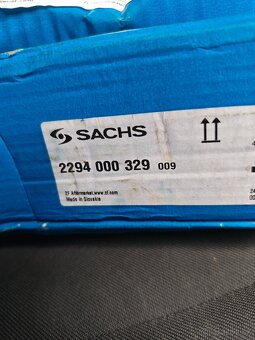 SACHS
2294 000 329 009
ZF Aftermarket www.zf.com
Made in Slovakia